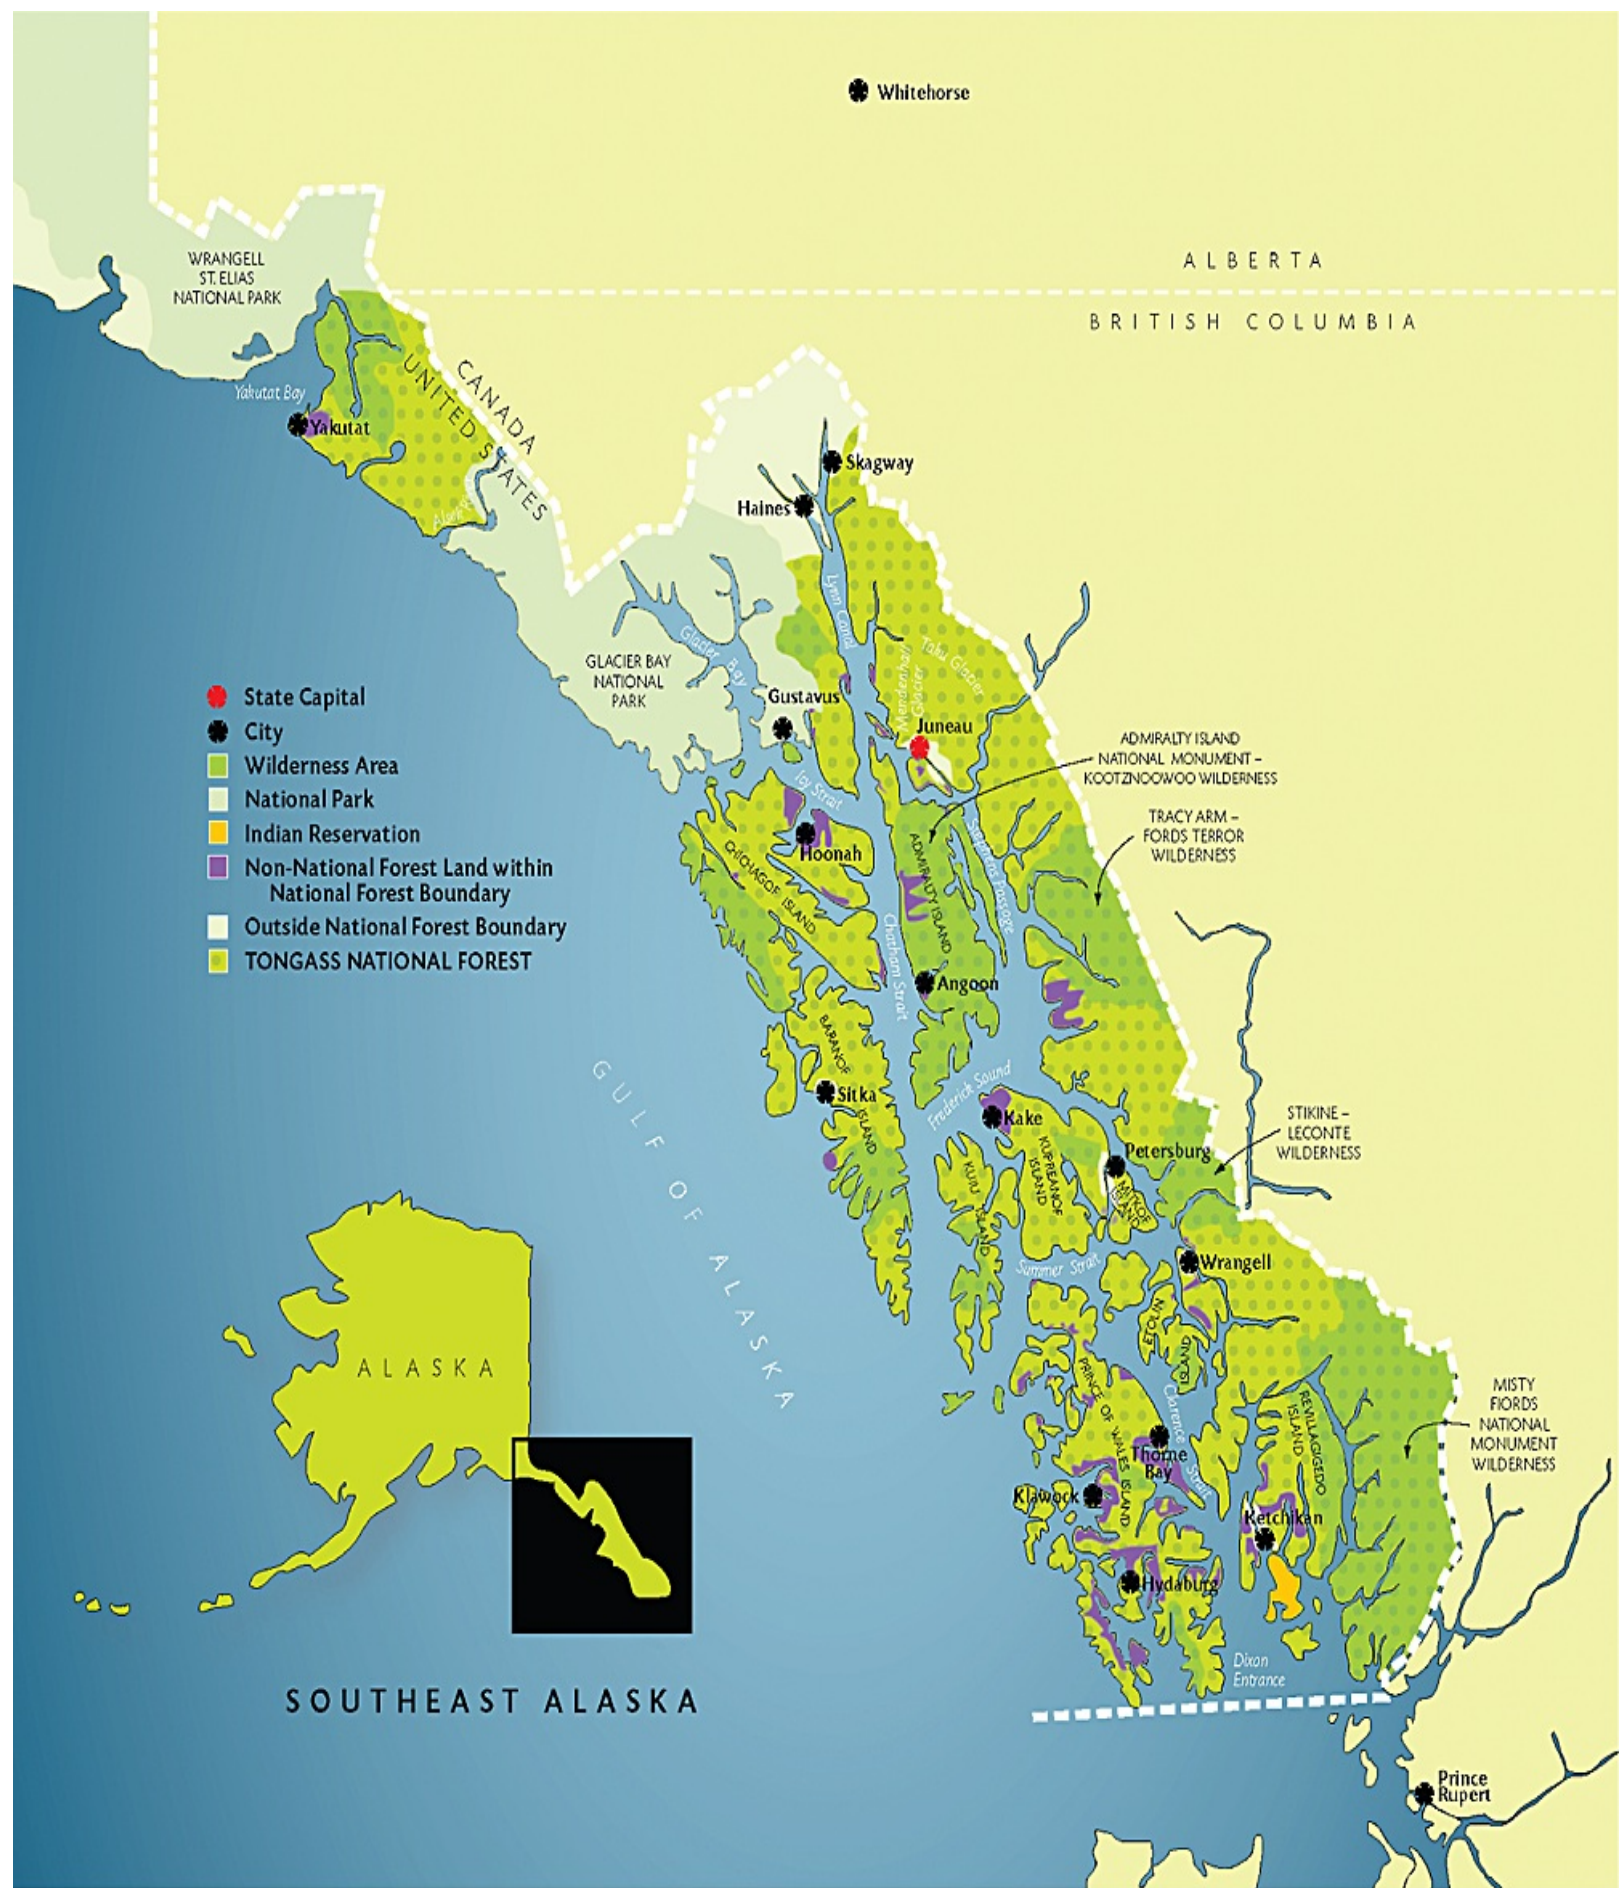 Whitehorse
ALBERTA
BRITISH COLUMBIA
WRANGELL
ST. ELIAS
NATIONAL PARK
CANADA
UNITED STATES
Yakutat Bay
Yakutat
Skagway
Haines
Lynn Canal
Glacier Bay
GLACIER BAY
NATIONAL
PARK
Gustavus
Mendenhall
Glacier
Taku Glacier
Juneau
State Capital
City
Wilderness Area
National Park
Indian Reservation
Non-National Forest Land within
National Forest Boundary
Outside National Forest Boundary
TONGASS NATIONAL FOREST
ADMIRALTY ISLAND
NATIONAL MONUMENT –
KOOTZNOOWOO WILDERNESS
TRACY ARM –
FORDS TERROR
WILDERNESS
Icy Strait
Hoonah
CHICHAGOF ISLAND
ADMIRALTY ISLAND
Stephens Passage
Chatham Strait
Angoon
BARANOF
ISLAND
Sitka
Frederick Sound
Kake
KUPREANOF
ISLAND
KUIU
ISLAND
Petersburg
MITKOF
ISLAND
STIKINE –
LECONTE
WILDERNESS
GULF OF ALASKA
Summer Strait
Wrangell
ETOLIN
ISLAND
PRINCE OF WALES ISLAND
Clarence
Strait
REVILLAGIGEDO
ISLAND
MISTY
FIORDS
NATIONAL
MONUMENT
WILDERNESS
Thorne
Bay
Klawock
Ketchikan
Hydaburg
Dixon
Entrance
ALASKA
SOUTHEAST ALASKA
Prince
Rupert